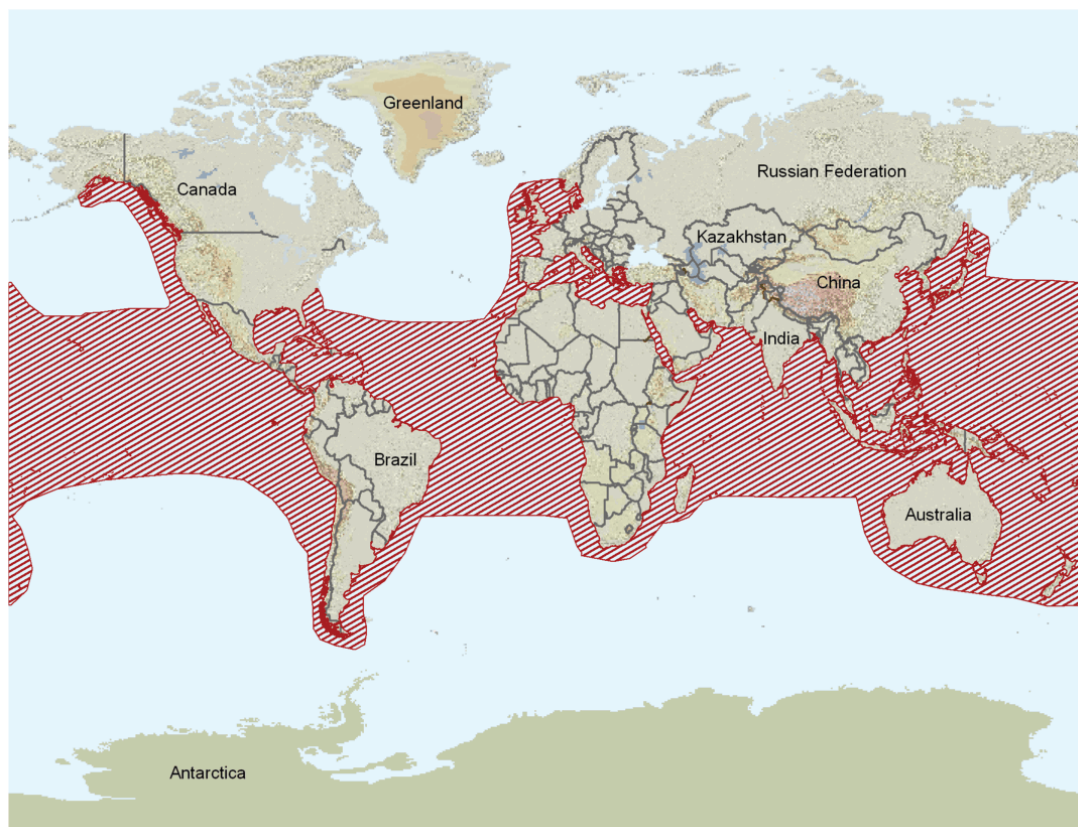 Greenland
Russian Federation
Canada
Kazakhstan
China
India
Brazil
Australia
Antarctica